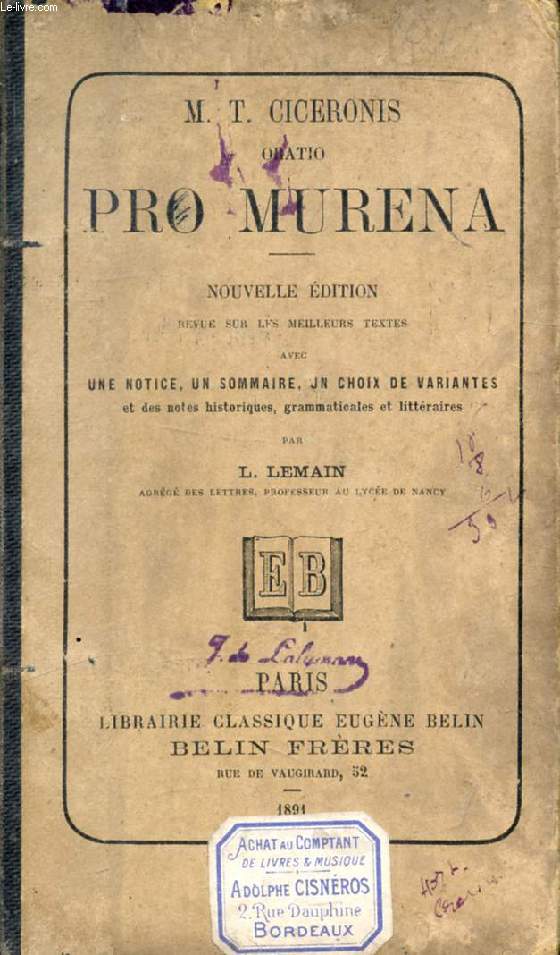 Le-livre.com
M. T. CICERONIS
ORATIO
PRO MURENA
NOUVELLE ÉDITION
REVUE SUR LES MEILLEURS TEXTES
AVEC
UNE NOTICE, UN SOMMAIRE, UN CHOIX DE VARIANTES
et des notes historiques, grammaticales et littéraires
PAR
L. LEMAIN
AGRÉGÉ DES LETTRES, PROFESSEUR AU LYCÉE DE NANCY
EB
PARIS
LIBRAIRIE CLASSIQUE EUGÈNE BELIN
BELIN FRÈRES
RUE DE VAUGIRARD, 52
1891
ACHAT AU COMPTANT
DE LIVRES & MUSIQUE
ADOLPHE CISNÉROS
2, Rue Dauphine
BORDEAUX